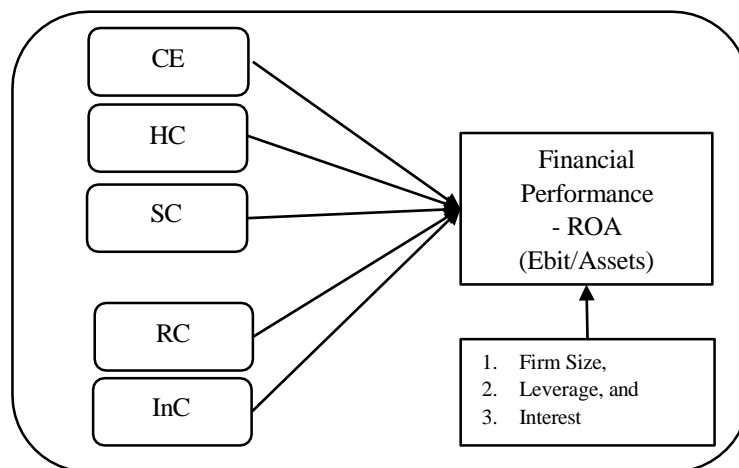 CE
HC
SC
RC
InC
Financial
Performance
- ROA
(Ebit/Assets)
1. Firm Size,
2. Leverage, and
3. Interest